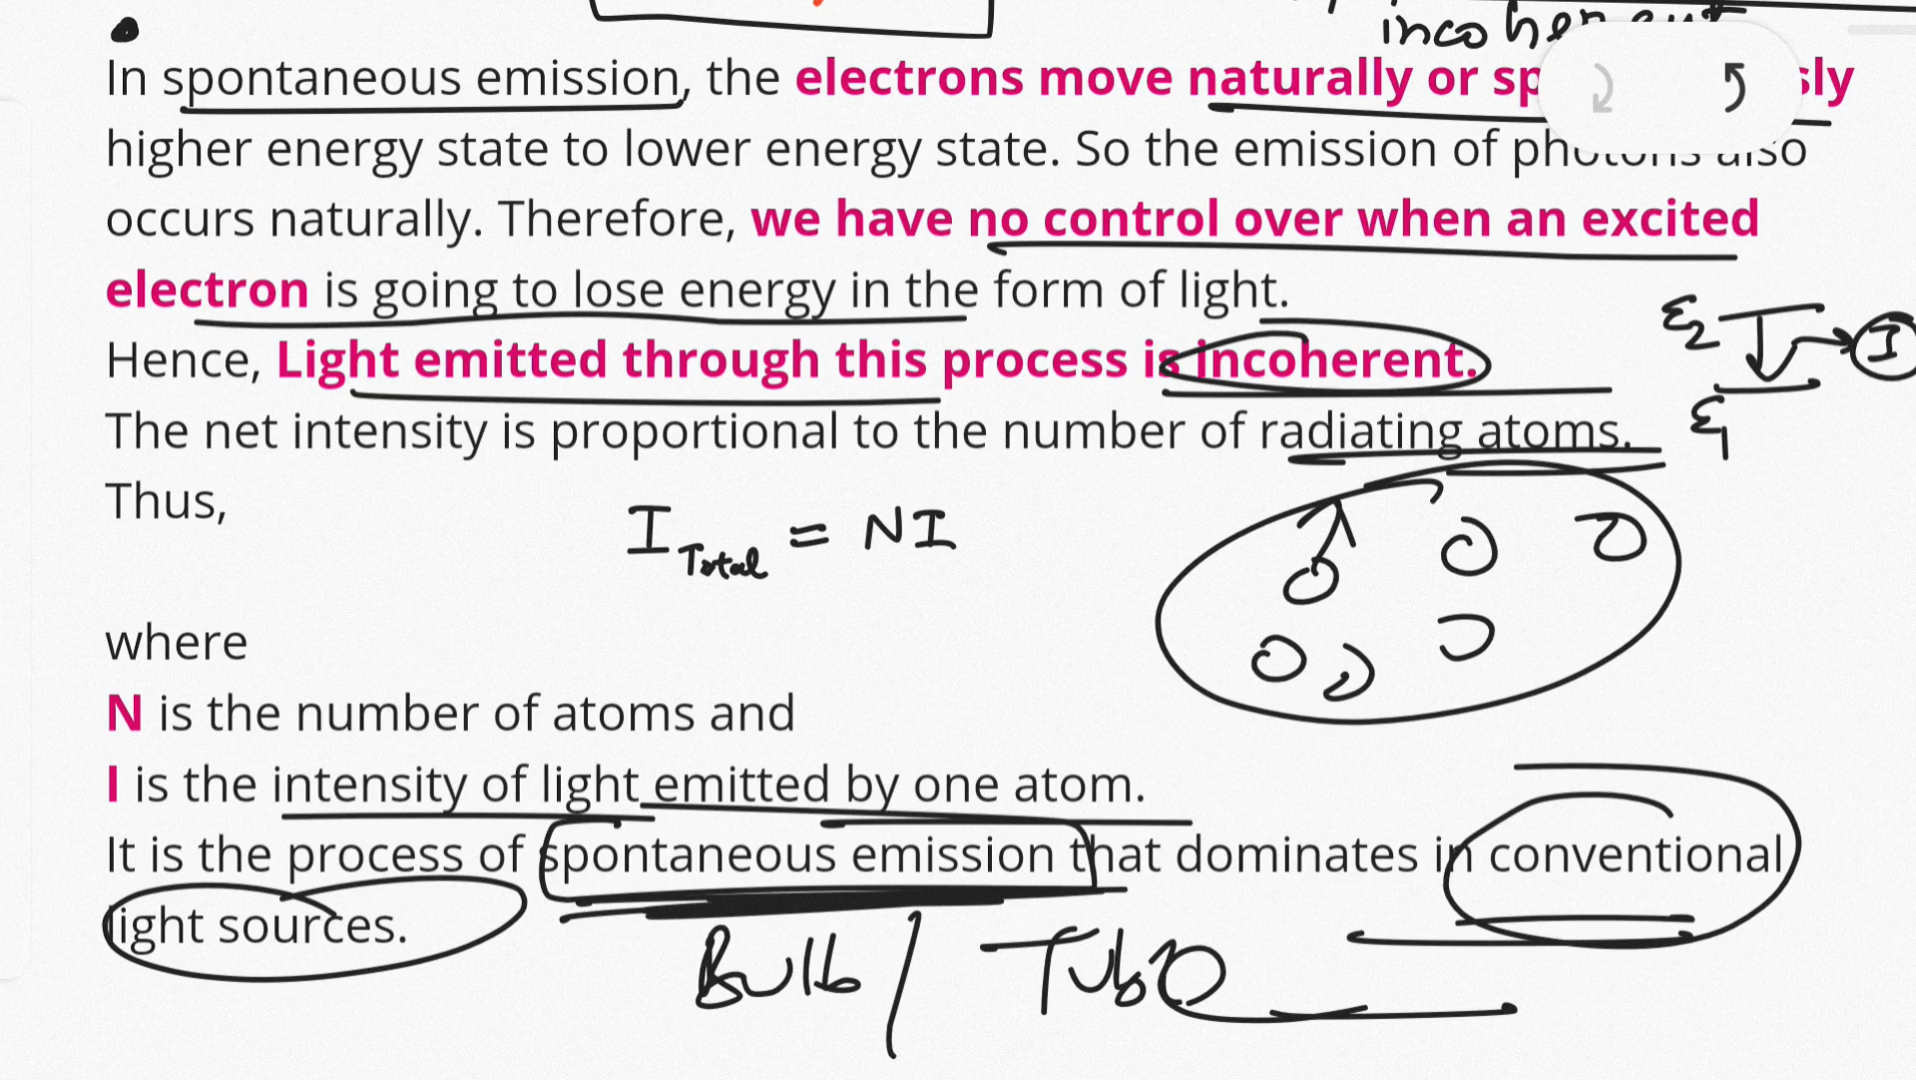 incoherent
In spontaneous emission, the electrons move naturally or
higher energy state to lower energy state. So the emission of photons also
occurs naturally. Therefore, we have no control over when an excited
electron is going to lose energy in the form of light.
Hence, Light emitted through this process is incoherent.
E2
I
The net intensity is proportional to the number of radiating atoms.
E1
Thus,
I Total = NI
where
N is the number of atoms and
I is the intensity of light emitted by one atom.
It is the process of spontaneous emission that dominates in conventional
light sources.
Bulb / Tube